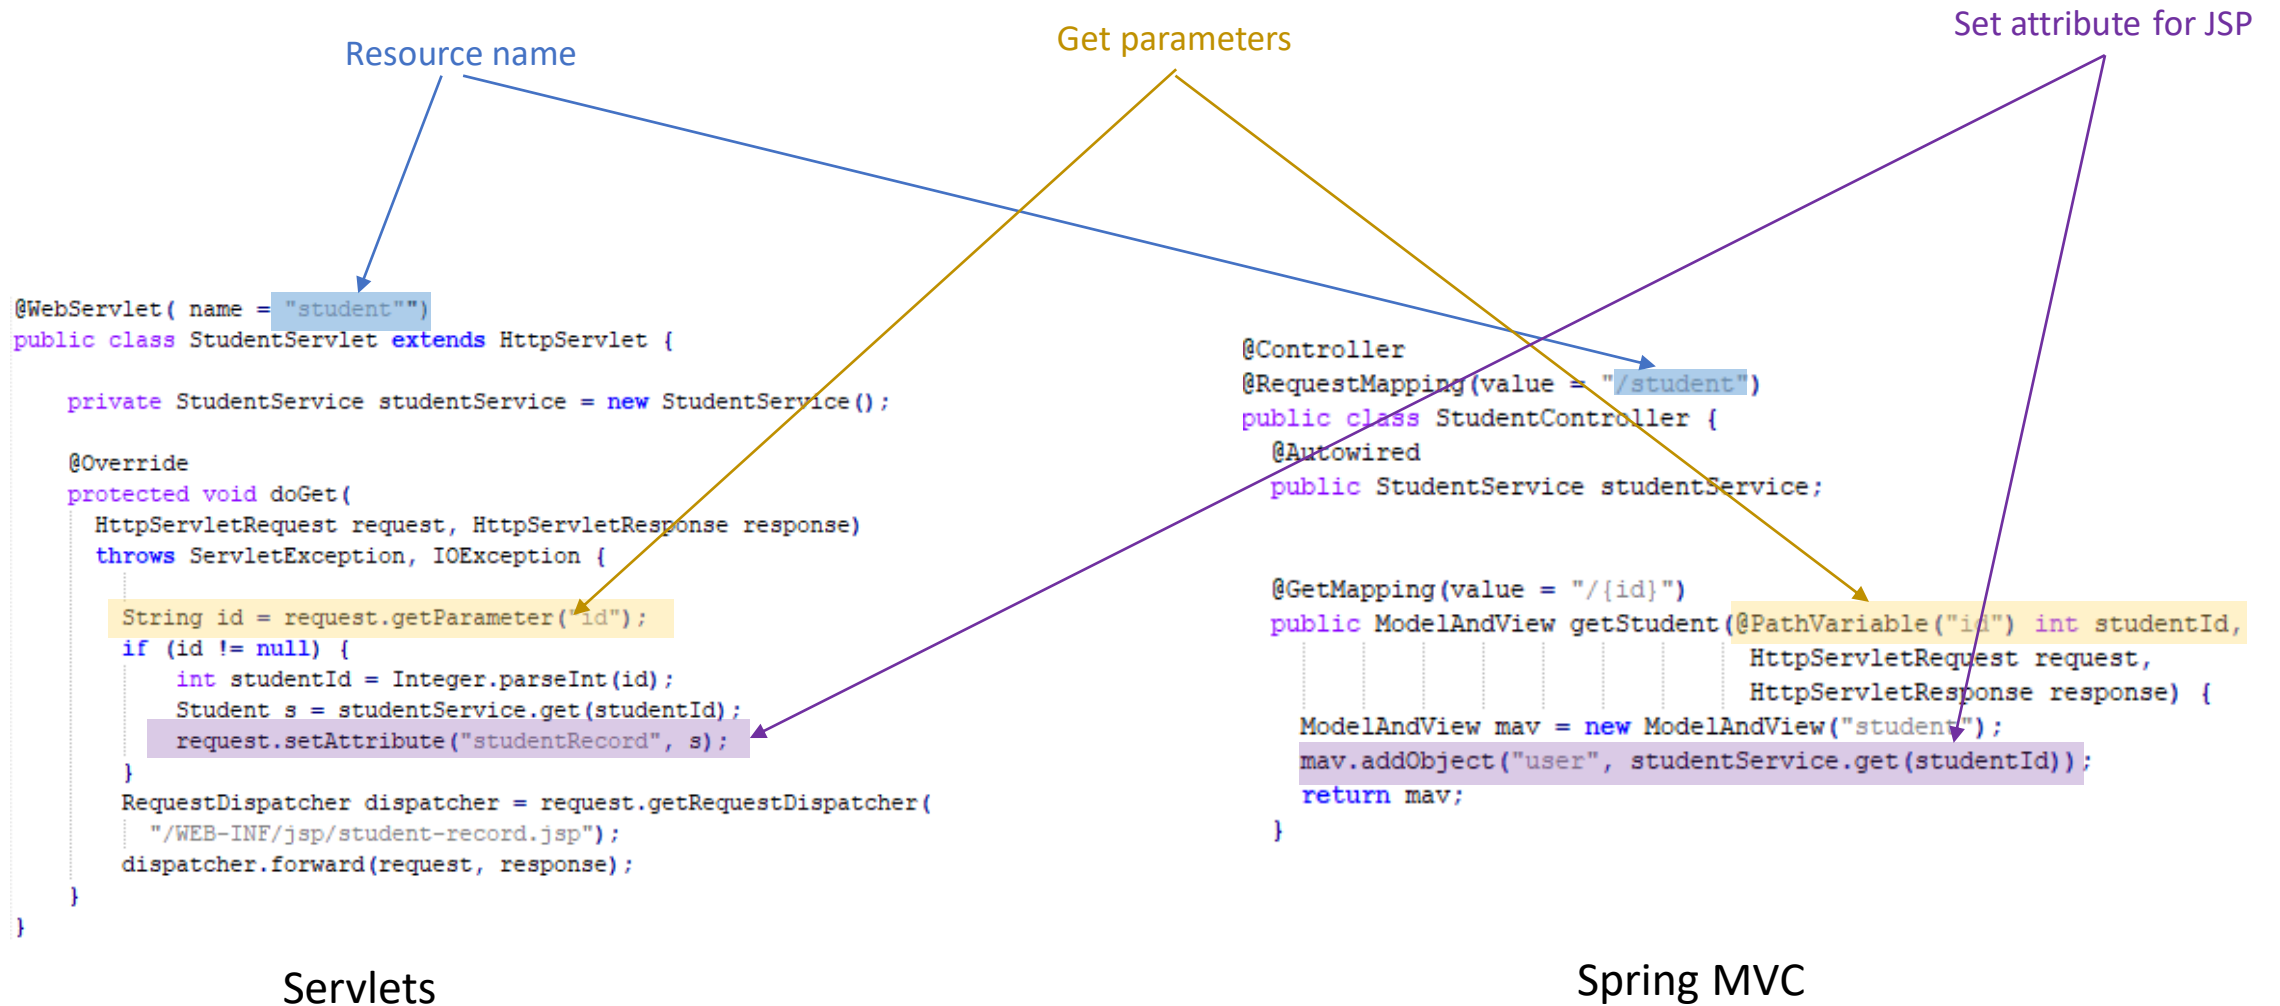 Resource name
Get parameters
Set attribute for JSP
@WebServlet( name = "student"")
public class StudentServlet extends HttpServlet {
private StudentService studentService = new StudentService();
@Override
protected void doGet(
HttpServletRequest request, HttpServletResponse response)
throws ServletException, IOException {
String id = request.getParameter("id");
if (id != null) {
int studentId = Integer.parseInt(id);
Student s = studentService.get(studentId);
request.setAttribute("studentRecord", s);
}
RequestDispatcher dispatcher = request.getRequestDispatcher(
"/WEB-INF/jsp/student-record.jsp");
dispatcher.forward(request, response);
}
}
Servlets
@Controller
@RequestMapping(value = "/student")
public class StudentController {
@Autowired
public StudentService studentService;
@GetMapping(value = "/{id}")
public ModelAndView getStudent(@PathVariable("id") int studentId,
HttpServletRequest request,
HttpServletResponse response) {
ModelAndView mav = new ModelAndView("student");
mav.addObject("user", studentService.get(studentId));
return mav;
}
Spring MVC